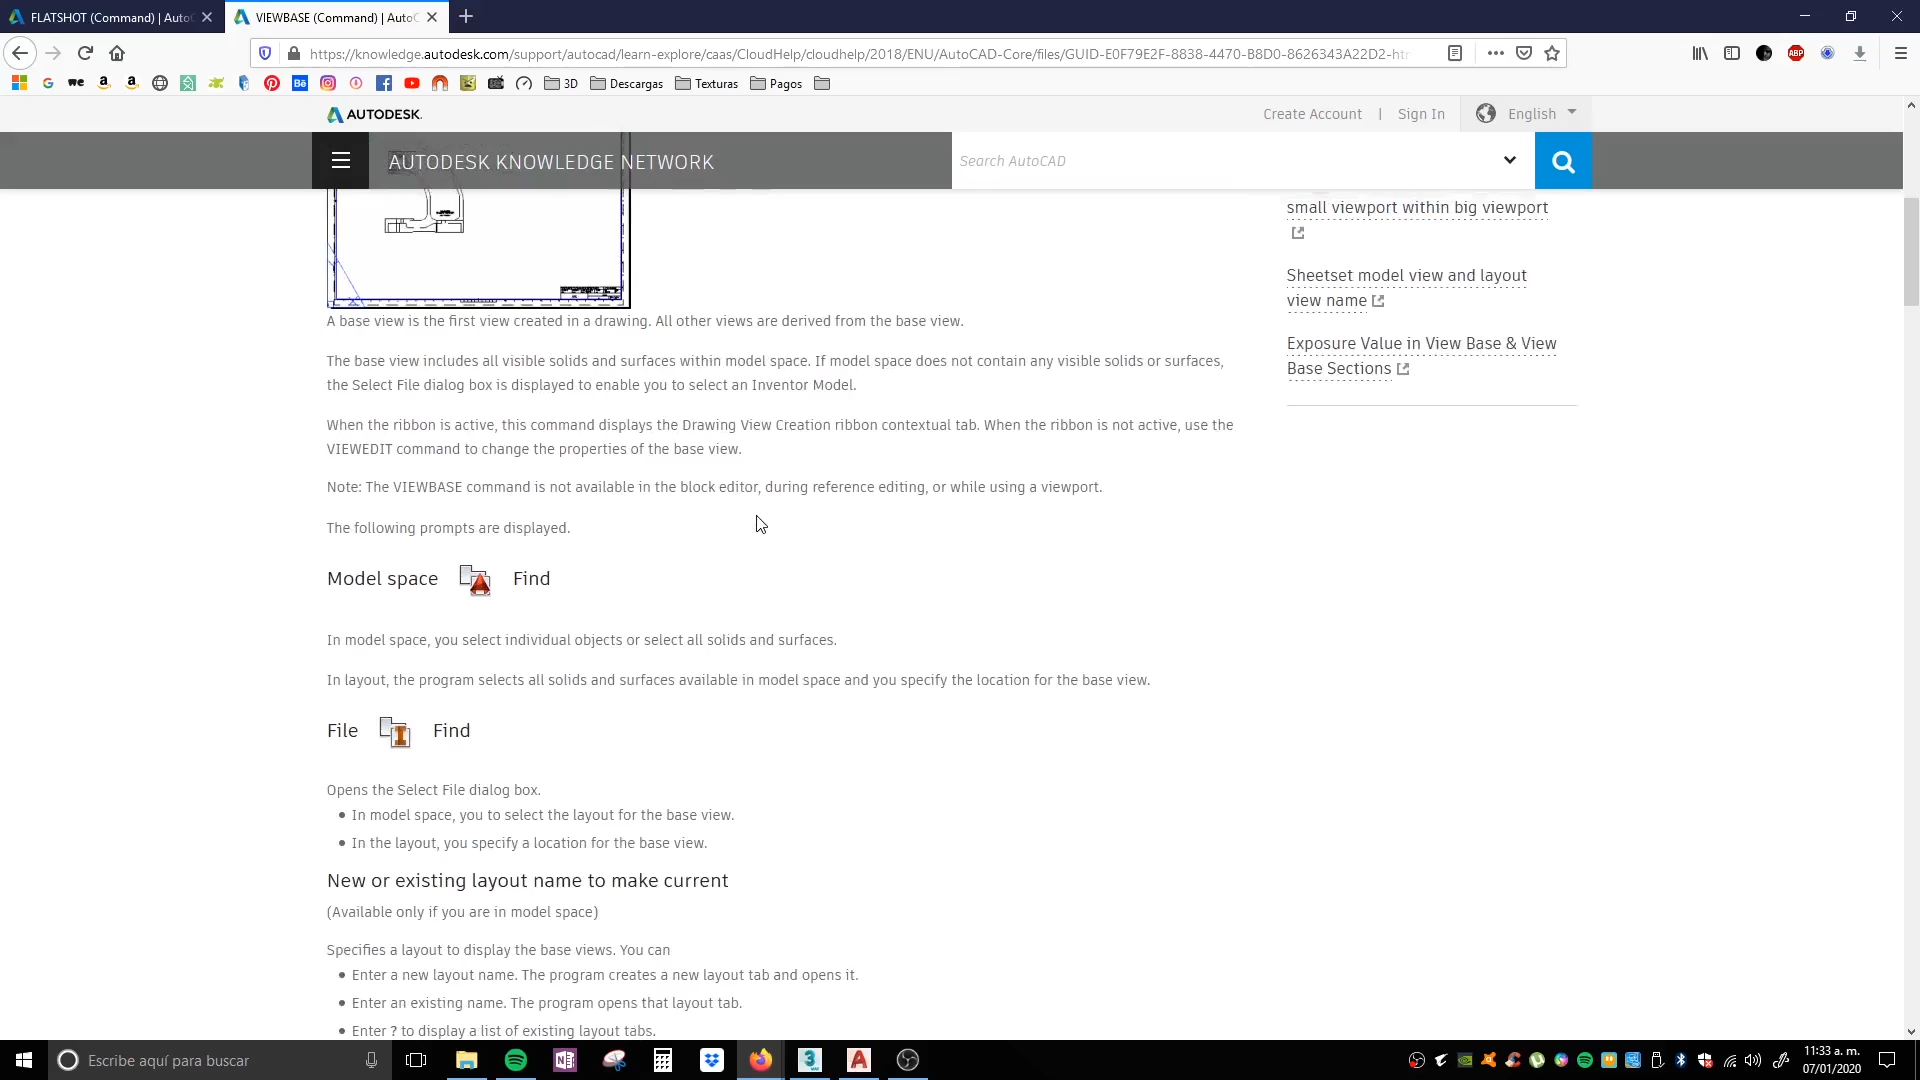 FLATSHOT (Command) | Auto
VIEWBASE (Command) | AutoC
https://knowledge.autodesk.com/support/autocad/learn-explore/caas/CloudHelp/cloudhelp/2018/ENU/AutoCAD-Core/files/GUID-E0F79E2F-8838-4470-B8D0-8626343A22D2-htm
ABP
G we a a Bē 3D Descargas Texturas Pagos
AUTODESK. Create Account | Sign In English
AUTODESK KNOWLEDGE NETWORK Search AutoCAD
small viewport within big viewport
Sheetset model view and layout
view name
Exposure Value in View Base & View
Base Sections
A base view is the first view created in a drawing. All other views are derived from the base view.
The base view includes all visible solids and surfaces within model space. If model space does not contain any visible solids or surfaces,
the Select File dialog box is displayed to enable you to select an Inventor Model.
When the ribbon is active, this command displays the Drawing View Creation ribbon contextual tab. When the ribbon is not active, use the
VIEWEDIT command to change the properties of the base view.
Note: The VIEWBASE command is not available in the block editor, during reference editing, or while using a viewport.
The following prompts are displayed.
Model space Find
In model space, you select individual objects or select all solids and surfaces.
In layout, the program selects all solids and surfaces available in model space and you specify the location for the base view.
File Find
Opens the Select File dialog box.
• In model space, you to select the layout for the base view.
• In the layout, you specify a location for the base view.
New or existing layout name to make current
(Available only if you are in model space)
Specifies a layout to display the base views. You can
• Enter a new layout name. The program creates a new layout tab and opens it.
• Enter an existing name. The program opens that layout tab.
• Enter ? to display a list of existing layout tabs.
Escribe aquí para buscar
11:33 a. m.
07/01/2020